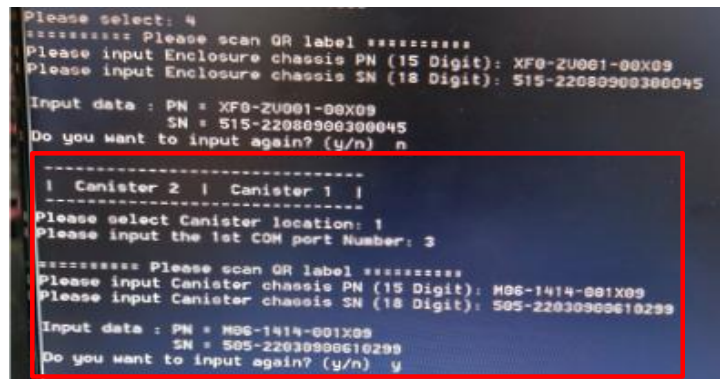 Please select: 4
========== Please scan QR label ==========
Please input Enclosure chassis PN (15 Digit): XF0-ZU001-00X09
Please input Enclosure chassis SN (18 Digit): 515-22080900300045
Input data : PN = XF0-ZU001-00X09
SN = 515-22080900300045
Do you want to input again? (y/n) n
---------------------------------
| Canister 2 | Canister 1 |
---------------------------------
Please select Canister location: 1
Please input the 1st COM port Number: 3
========== Please scan QR label ==========
Please input Canister chassis PN (15 Digit): M06-1414-001X09
Please input Canister chassis SN (18 Digit): 505-22030900610299
Input data : PN = M06-1414-001X09
SN = 505-22030900610299
Do you want to input again? (y/n) y